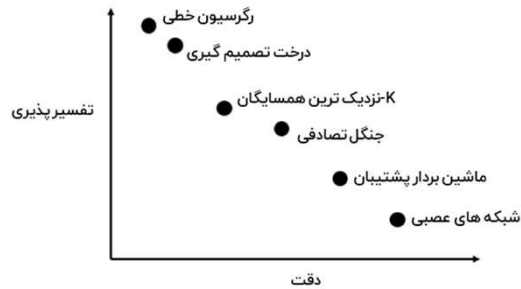 رگرسیون خطی
درخت تصمیم گیری
K-نزدیک ترین همسایگان
جنگل تصادفی
ماشین بردار پشتیبان
شبکه های عصبی
تفسیر پذیری
دقت